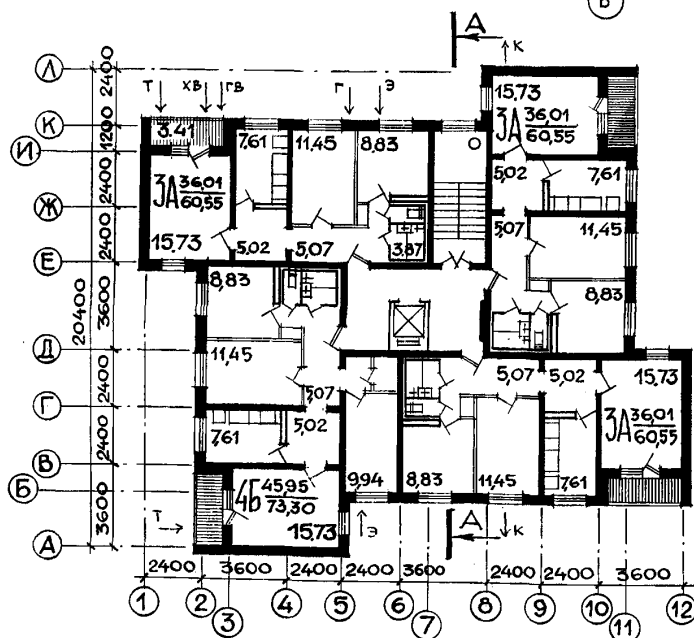 в
А К
Л
Т ХВ ГВ Г Э
2400 15.73 3А 36,01
60,55
К 3.41 7,61 11,45 8,83
1200
И
2400 3А 36,01
60,55
5,02 7,61
Ж
2400 5,07 11,45
15.73 5,02 5,07 3.87
Е
8,83 8,83
3600
20400
Д
11,45 5,07 5,02 15.73
2400 5,07 3А 36,01
60,55
Г
7,61 5,02
2400
В
4Б 45,95
73,30
9,94 8,83 11,45 7,61
Б
3600 15.73
Т Э А К
А
2400 3600 2400 2400 3600 2400 2400 3600
1 2 3 4 5 6 7 8 9 10 11 12